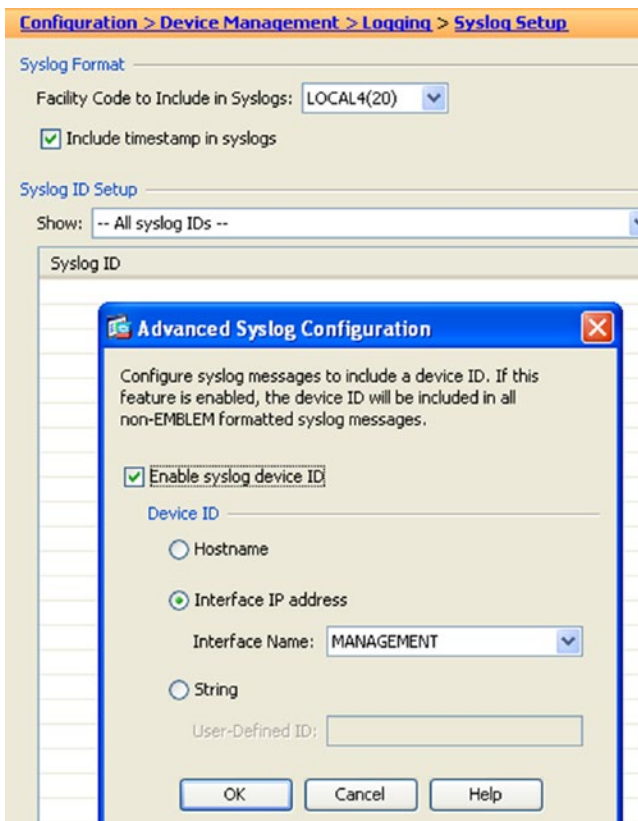 Configuration > Device Management > Logging > Syslog Setup
Syslog Format
Facility Code to Include in Syslogs: LOCAL4(20)
Include timestamp in syslogs
Syslog ID Setup
Show: -- All syslog IDs --
Syslog ID
Advanced Syslog Configuration
Configure syslog messages to include a device ID. If this
feature is enabled, the device ID will be included in all
non-EMBLEM formatted syslog messages.
Enable syslog device ID
Device ID
Hostname
Interface IP address
Interface Name: MANAGEMENT
String
User-Defined ID:
OK Cancel Help